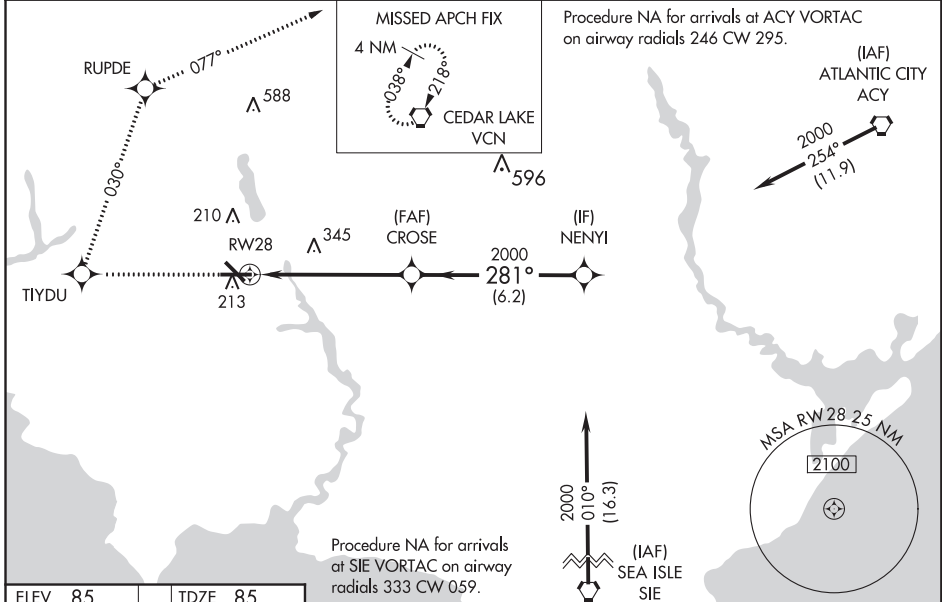 MISSED APCH FIX
4 NM
038°
218°
CEDAR LAKE
VCN
Procedure NA for arrivals at ACY VORTAC
on airway radials 246 CW 295.
(IAF)
ATLANTIC CITY
ACY
2000
254°
(11.9)
RUPDE
077°
588
596
030°
210
RW28
345
213
TIYDU
(FAF)
CROSE
2000
281°
(6.2)
(IF)
NENYI
MSA RW 28 25 NM
2100
2000
010°
(16.3)
(IAF)
SEA ISLE
SIE
Procedure NA for arrivals
at SIE VORTAC on airway
radials 333 CW 059.
ELEV 85
TDZE 85